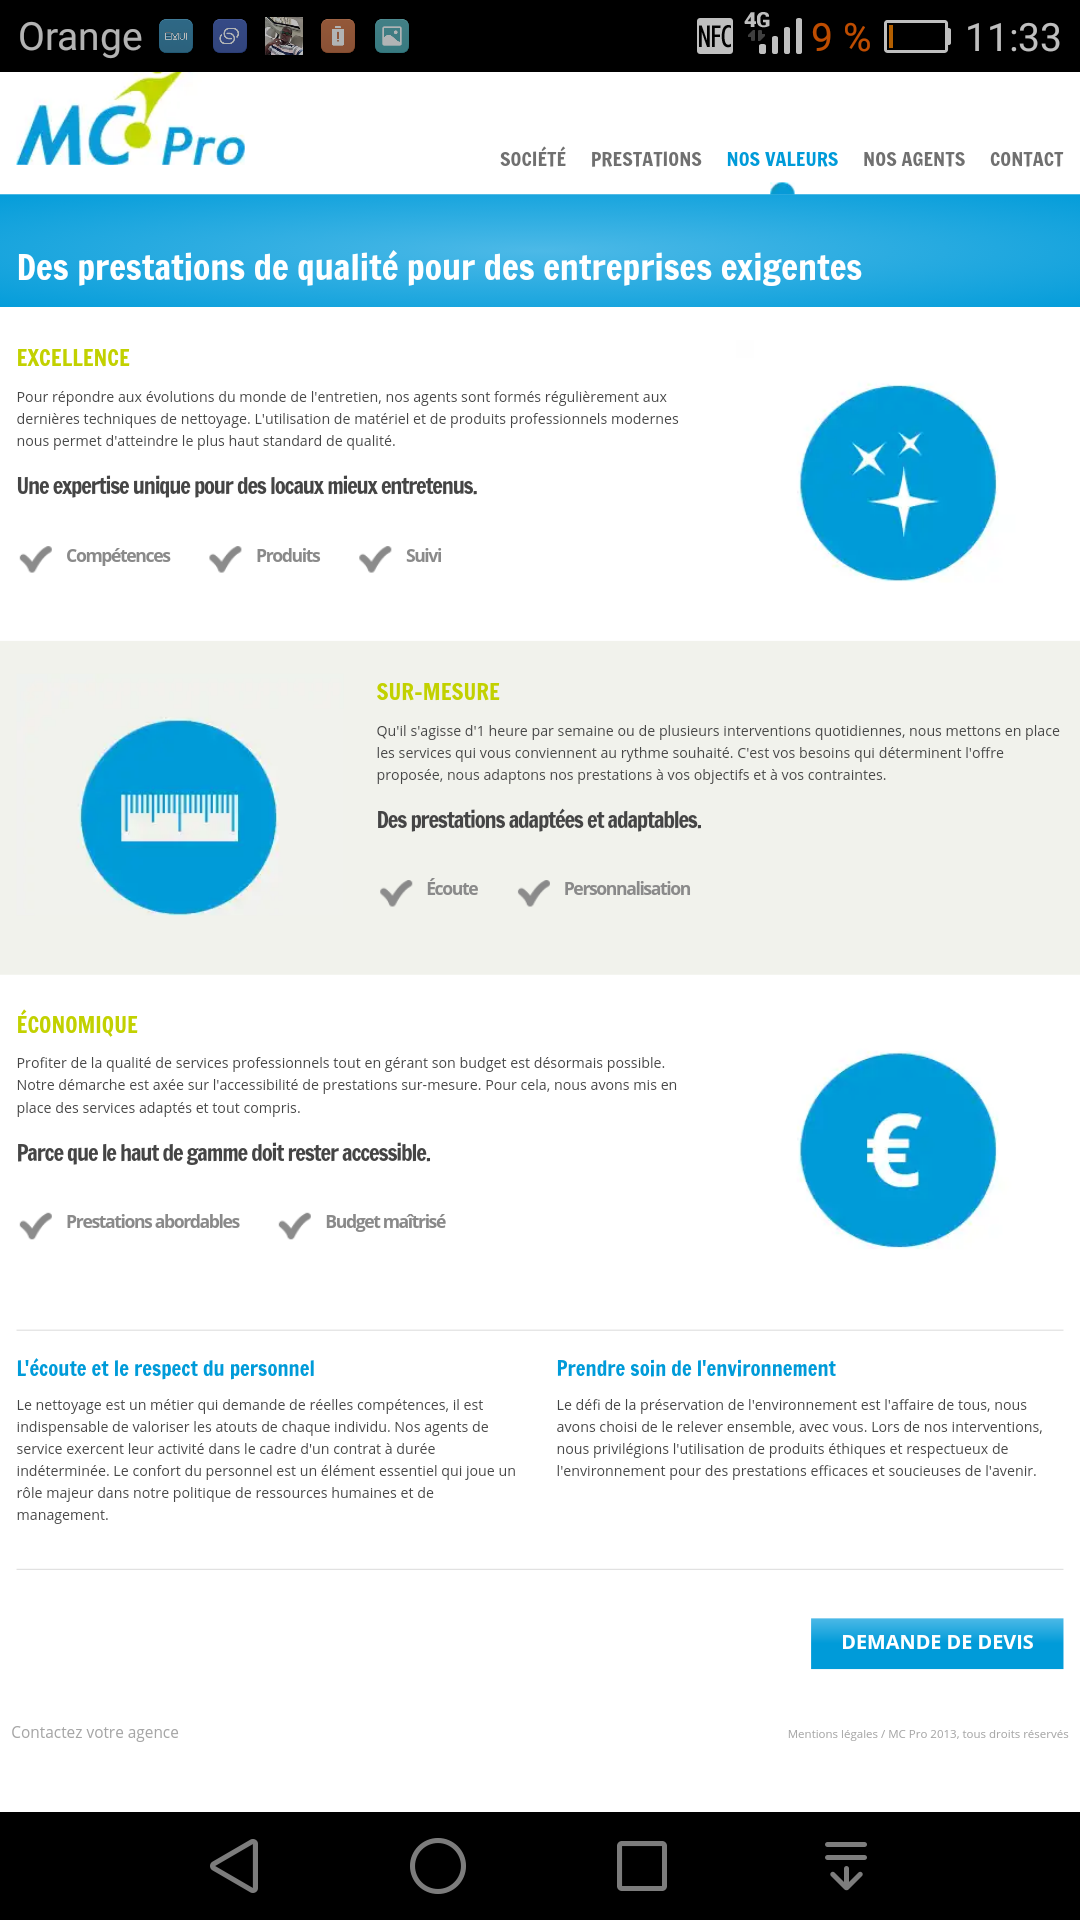 Orange EMUI NFC 4G 9 % 11:33
MC Pro
SOCIÉTÉ PRESTATIONS NOS VALEURS NOS AGENTS CONTACT
Des prestations de qualité pour des entreprises exigentes
EXCELLENCE
Pour répondre aux évolutions du monde de l'entretien, nos agents sont formés régulièrement aux
dernières techniques de nettoyage. L'utilisation de matériel et de produits professionnels modernes
nous permet d'atteindre le plus haut standard de qualité.
Une expertise unique pour des locaux mieux entretenus.
Compétences Produits Suivi
SUR-MESURE
Qu'il s'agisse d'1 heure par semaine ou de plusieurs interventions quotidiennes, nous mettons en place
les services qui vous conviennent au rythme souhaité. C'est vos besoins qui déterminent l'offre
proposée, nous adaptons nos prestations à vos objectifs et à vos contraintes.
Des prestations adaptées et adaptables.
Écoute Personnalisation
ÉCONOMIQUE
Profiter de la qualité de services professionnels tout en gérant son budget est désormais possible.
Notre démarche est axée sur l'accessibilité de prestations sur-mesure. Pour cela, nous avons mis en
place des services adaptés et tout compris.
€
Parce que le haut de gamme doit rester accessible.
Prestations abordables Budget maîtrisé
L'écoute et le respect du personnel
Le nettoyage est un métier qui demande de réelles compétences, il est
indispensable de valoriser les atouts de chaque individu. Nos agents de
service exercent leur activité dans le cadre d'un contrat à durée
indéterminée. Le confort du personnel est un élément essentiel qui joue un
rôle majeur dans notre politique de ressources humaines et de
management.
Prendre soin de l'environnement
Le défi de la préservation de l'environnement est l'affaire de tous, nous
avons choisi de le relever ensemble, avec vous. Lors de nos interventions,
nous privilégions l'utilisation de produits éthiques et respectueux de
l'environnement pour des prestations efficaces et soucieuses de l'avenir.
DEMANDE DE DEVIS
Contactez votre agence
Mentions légales / MC Pro 2013, tous droits réservés